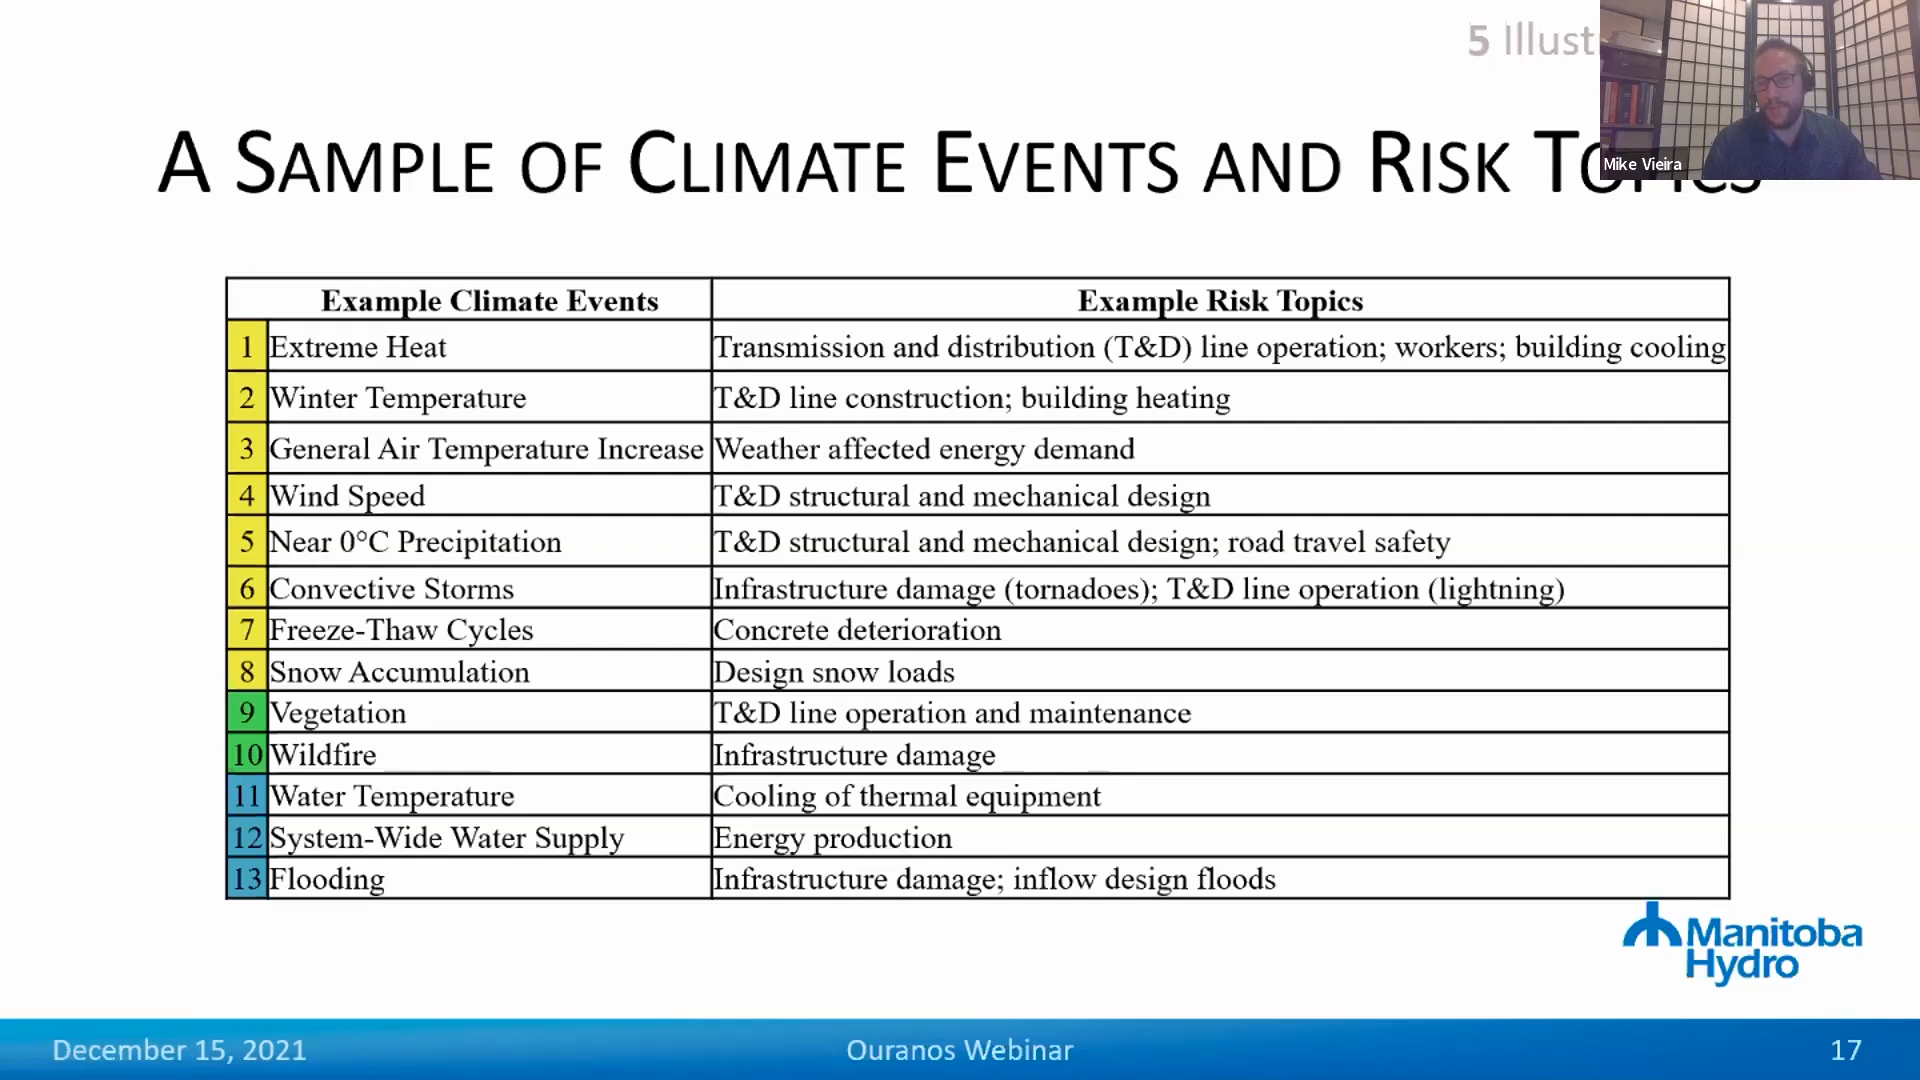 5 Illust
Mike Vieira
A SAMPLE OF CLIMATE EVENTS AND RISK TOPICS
Example Climate Events Example Risk Topics
1 Extreme Heat Transmission and distribution (T&D) line operation; workers; building cooling
2 Winter Temperature T&D line construction; building heating
3 General Air Temperature Increase Weather affected energy demand
4 Wind Speed T&D structural and mechanical design
5 Near 0°C Precipitation T&D structural and mechanical design; road travel safety
6 Convective Storms Infrastructure damage (tornadoes); T&D line operation (lightning)
7 Freeze-Thaw Cycles Concrete deterioration
8 Snow Accumulation Design snow loads
9 Vegetation T&D line operation and maintenance
10 Wildfire Infrastructure damage
11 Water Temperature Cooling of thermal equipment
12 System-Wide Water Supply Energy production
13 Flooding Infrastructure damage; inflow design floods
Manitoba
Hydro
December 15, 2021 Ouranos Webinar 17